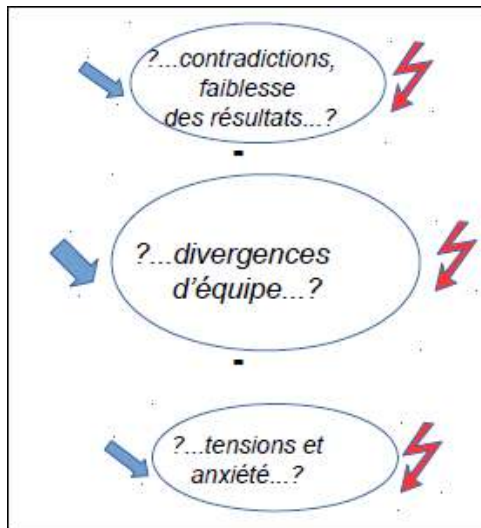 ?...contradictions,
faiblesse
des résultats...?
-
?...divergences
d'équipe...?
-
?...tensions et
anxiété...?